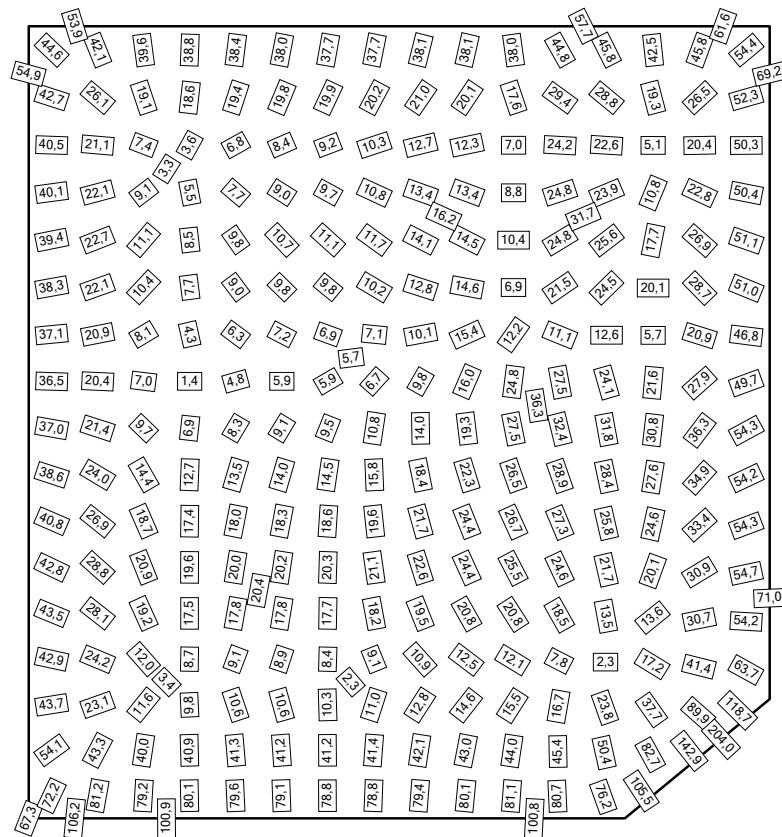 53,9 57,7 61,6
44,6 42,1 39,6 38,8 38,4 38,0 37,7 37,7 38,1 38,1 38,0 44,8 45,8 42,5 45,8 54,4
54,9 69,2
42,7 26,1 19,1 18,6 19,4 19,8 19,9 20,2 21,0 20,1 17,6 29,4 28,8 19,3 26,5 52,3
40,5 21,1 7,4 3,6 6,8 8,4 9,2 10,3 12,7 12,3 7,0 24,2 22,6 5,1 20,4 50,3
3,3
40,1 22,1 9,1 5,5 7,7 9,0 9,7 10,8 13,4 13,4 8,8 24,8 23,9 10,8 22,8 50,4
16,2 31,7
39,4 22,7 11,1 8,5 9,8 10,7 11,1 11,7 14,1 14,5 10,4 24,8 25,6 17,7 26,9 51,1
38,3 22,1 10,4 7,7 9,0 9,8 9,8 10,2 12,8 14,6 6,9 21,5 24,5 20,1 28,7 51,0
37,1 20,9 8,1 4,3 6,3 7,2 6,9 7,1 10,1 15,4 12,2 11,1 12,6 5,7 20,9 46,8
5,7
36,5 20,4 7,0 1,4 4,8 5,9 5,9 6,7 9,8 16,0 24,8 27,5 24,1 21,6 27,9 49,7
36,3
37,0 21,4 9,7 6,9 8,3 9,1 9,5 10,8 14,0 19,3 27,5 32,4 31,8 30,8 36,3 54,3
38,6 24,0 14,4 12,7 13,5 14,0 14,5 15,8 18,4 22,3 26,5 28,9 28,4 27,6 34,9 54,2
40,8 26,9 18,7 17,4 18,0 18,3 18,6 19,6 21,7 24,4 26,7 27,3 25,8 24,6 33,4 54,3
42,8 28,8 20,9 19,6 20,0 20,2 20,3 21,1 22,6 24,4 25,5 24,6 21,7 20,1 30,9 54,7
20,4 71,0
43,5 28,1 19,2 17,5 17,8 17,8 17,7 18,2 19,5 20,8 20,8 18,5 13,5 13,6 30,7 54,2
42,9 24,2 12,0 8,7 9,1 8,9 8,4 9,1 10,9 12,5 12,1 7,8 2,3 17,2 41,4 63,7
3,4 2,3
43,7 23,1 11,6 9,8 10,6 10,6 10,3 11,0 12,8 14,6 15,5 16,7 23,8 37,7 89,9 118,7
204,0
54,1 43,3 40,0 40,9 41,3 41,2 41,2 41,4 42,1 43,0 44,0 45,4 50,4 82,7 142,9
72,2 81,2 79,2 80,1 79,6 79,1 78,8 78,8 79,4 80,1 81,1 80,7 76,2 105,5
67,3 106,2 100,9 100,8